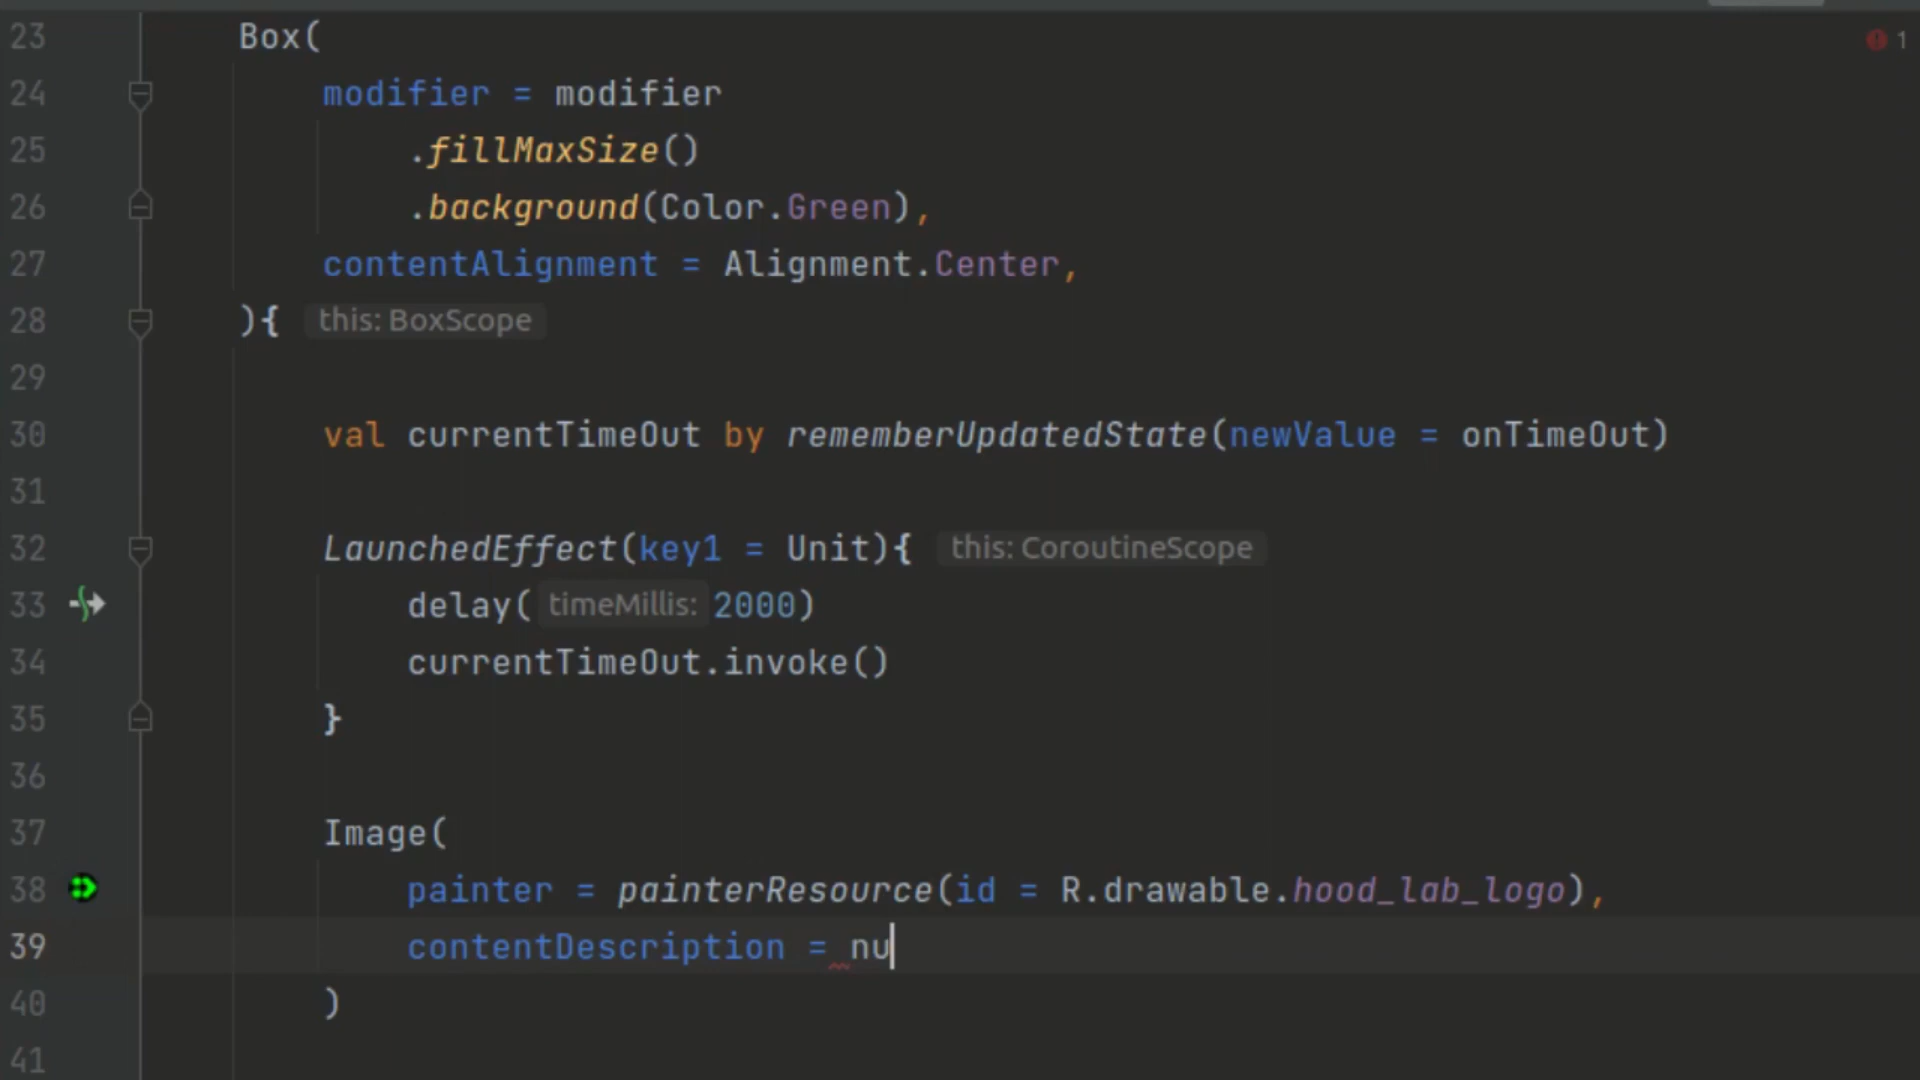 23 Box(
1
24 modifier = modifier
25 .fillMaxSize()
26 .background(Color.Green),
27 contentAlignment = Alignment.Center,
28 ){ this: BoxScope
29
30 val currentTimeOut by rememberUpdatedState(newValue = onTimeOut)
31
32 LaunchedEffect(key1 = Unit){ this: CoroutineScope
33 delay( timeMillis: 2000)
34 currentTimeOut.invoke()
35 }
36
37 Image(
38 painter = painterResource(id = R.drawable.hood_lab_logo),
39 contentDescription = nu
40 )
41